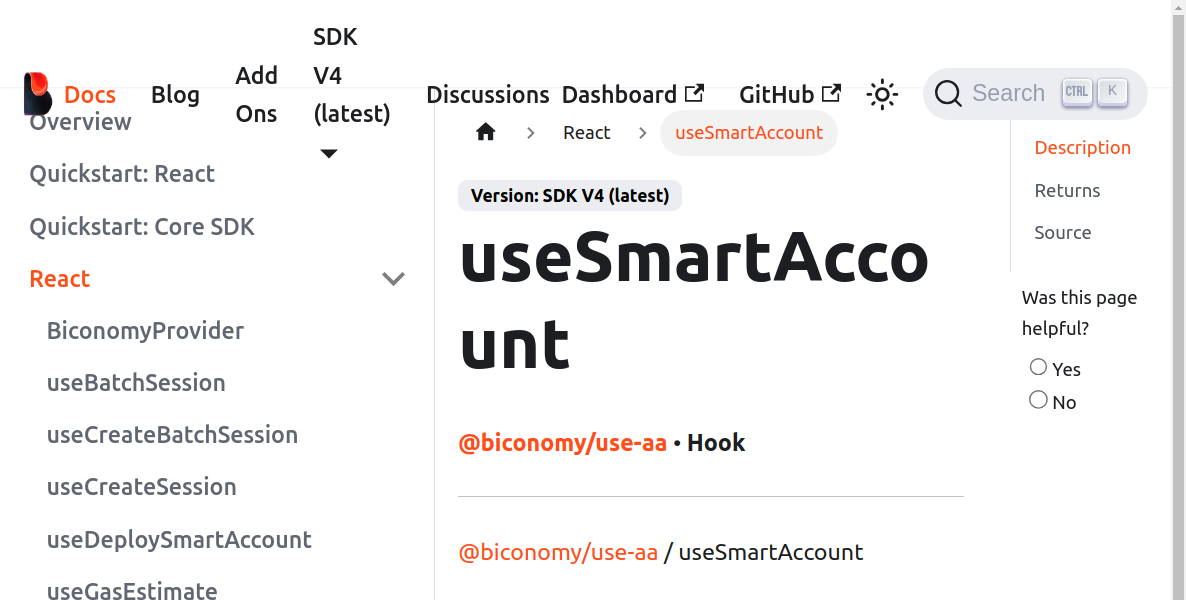 Docs
Blog
Add
Ons
SDK
V4
(latest)
Discussions
Dashboard
GitHub
Search
CTRL
K
Overview
Quickstart: React
Quickstart: Core SDK
React
BiconomyProvider
useBatchSession
useCreateBatchSession
useCreateSession
useDeploySmartAccount
useGasEstimate
React
useSmartAccount
Version: SDK V4 (latest)
useSmartAcco
unt
@biconomy/use-aa • Hook
@biconomy/use-aa / useSmartAccount
Description
Returns
Source
Was this page
helpful?
Yes
No